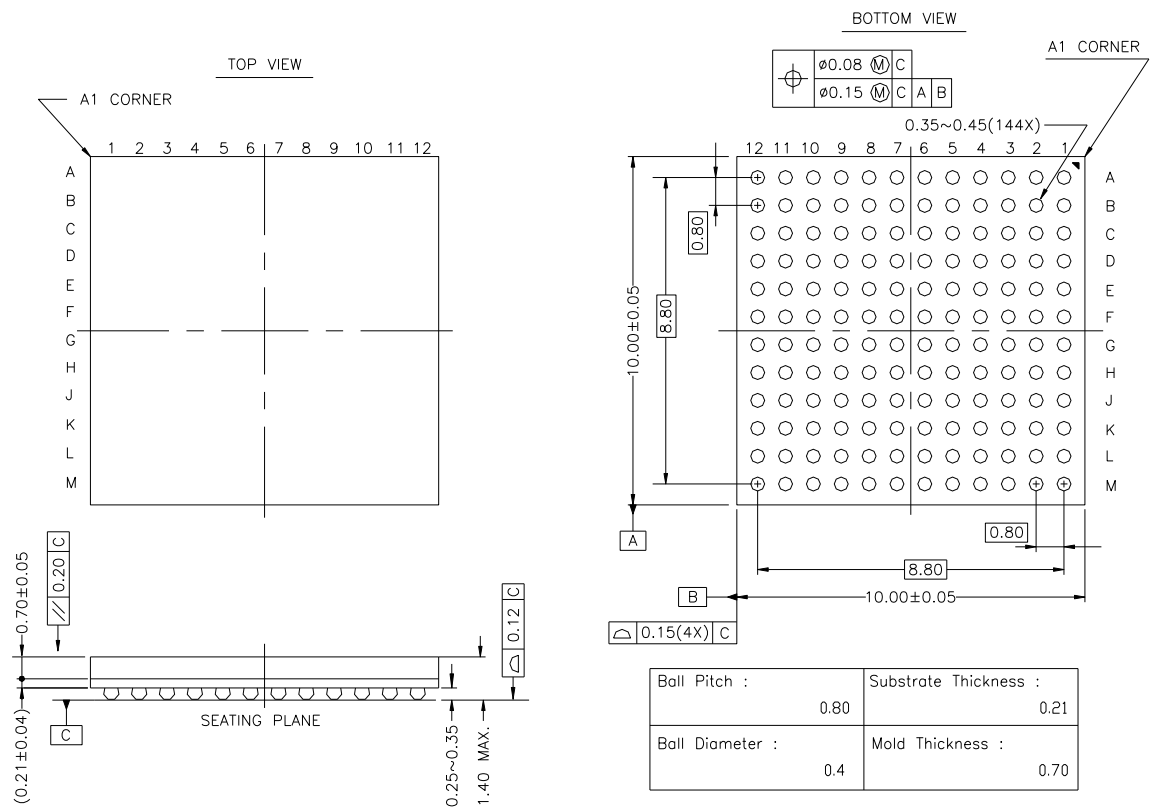 TOP VIEW
A1 CORNER
1 2 3 4 5 6 7 8 9 10 11 12
A
B
C
D
E
F
G
H
J
K
L
M
BOTTOM VIEW
A1 CORNER
ø0.08 Ⓜ C
ø0.15 Ⓜ C A B
0.35~0.45(144X)
12 11 10 9 8 7 6 5 4 3 2 1
A
B
C
D
E
F
G
H
J
K
L
M
0.80
8.80
10.00±0.05
A
0.80
8.80
B
10.00±0.05
0.15(4X) C
0.70±0.05
// 0.20 C
(0.21±0.04)
C
SEATING PLANE
0.25~0.35
1.40 MAX.
0.12 C
Ball Pitch :
0.80
Substrate Thickness :
0.21
Ball Diameter :
0.4
Mold Thickness :
0.70